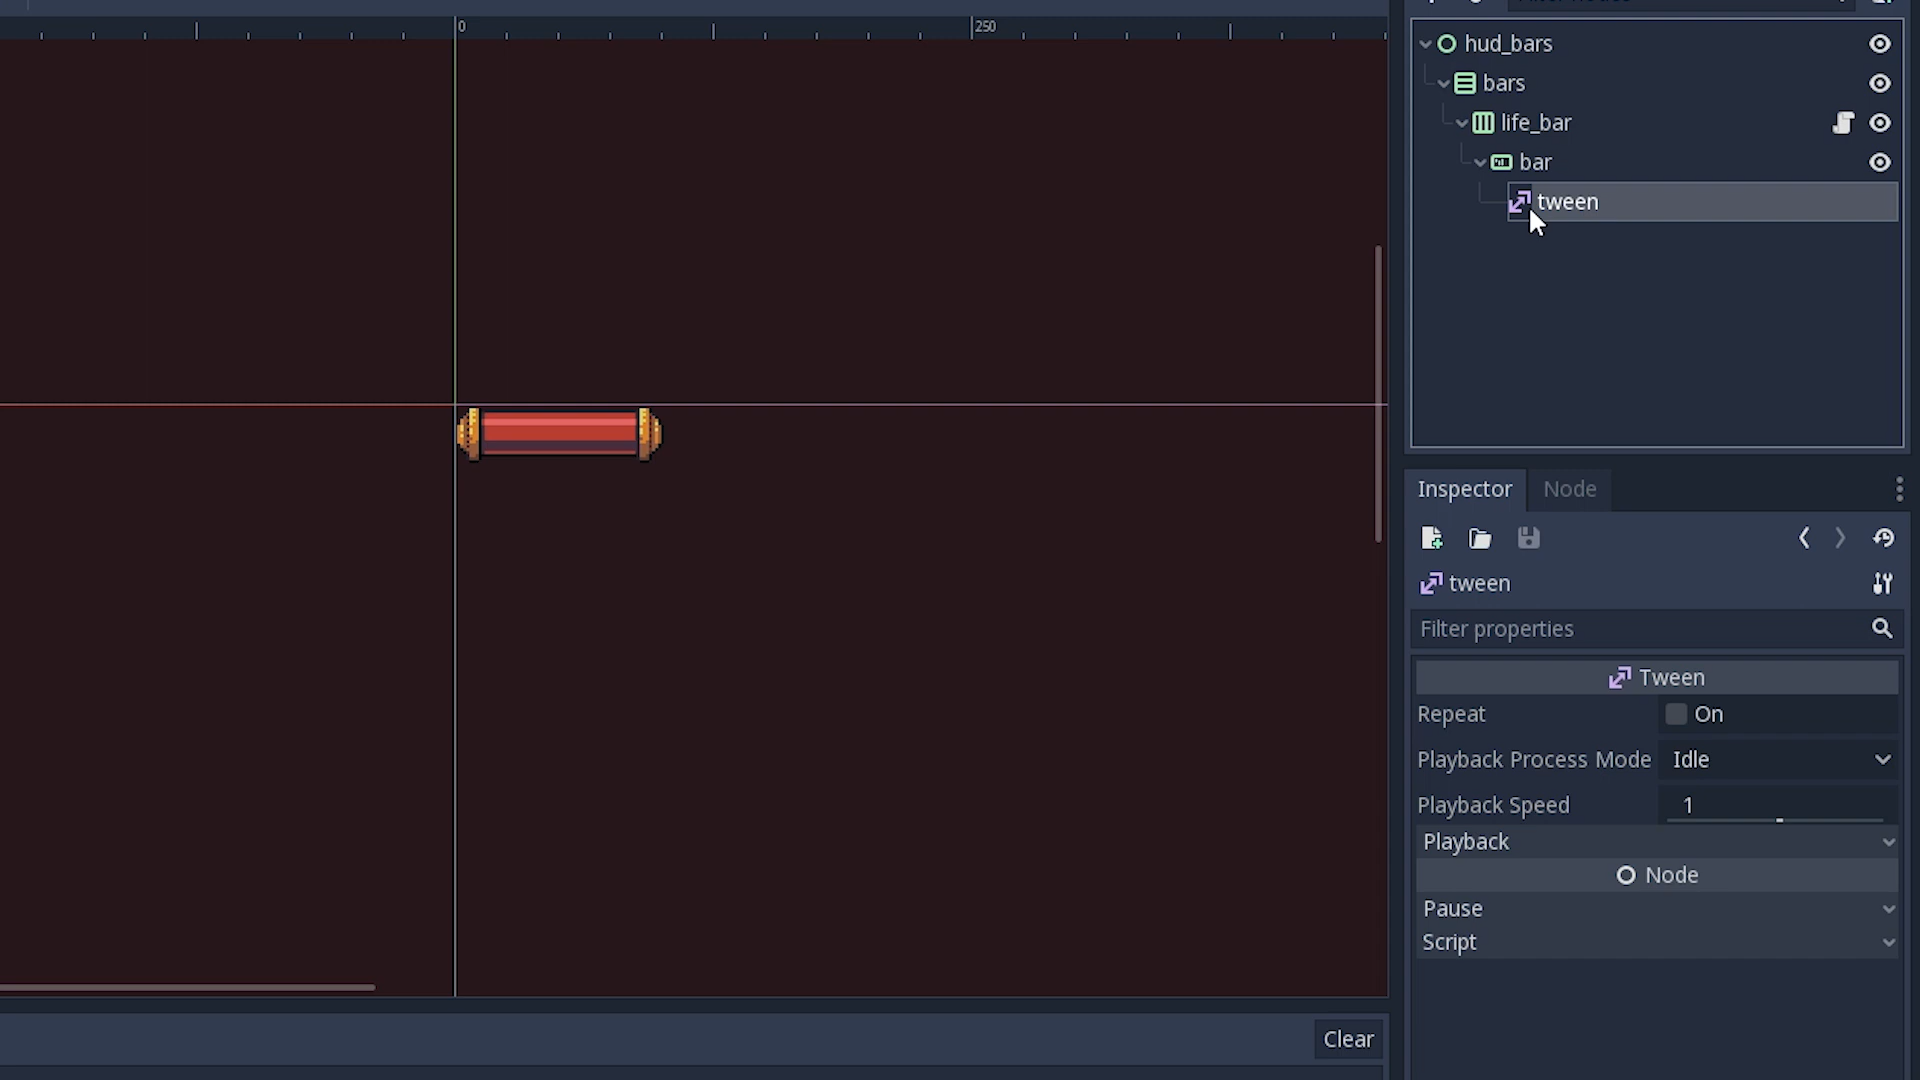 0
250
hud_bars
bars
life_bar
bar
tween
Inspector Node
tween
Filter properties
Tween
Repeat On
Playback Process Mode Idle
Playback Speed 1
Playback
Node
Pause
Script
Clear